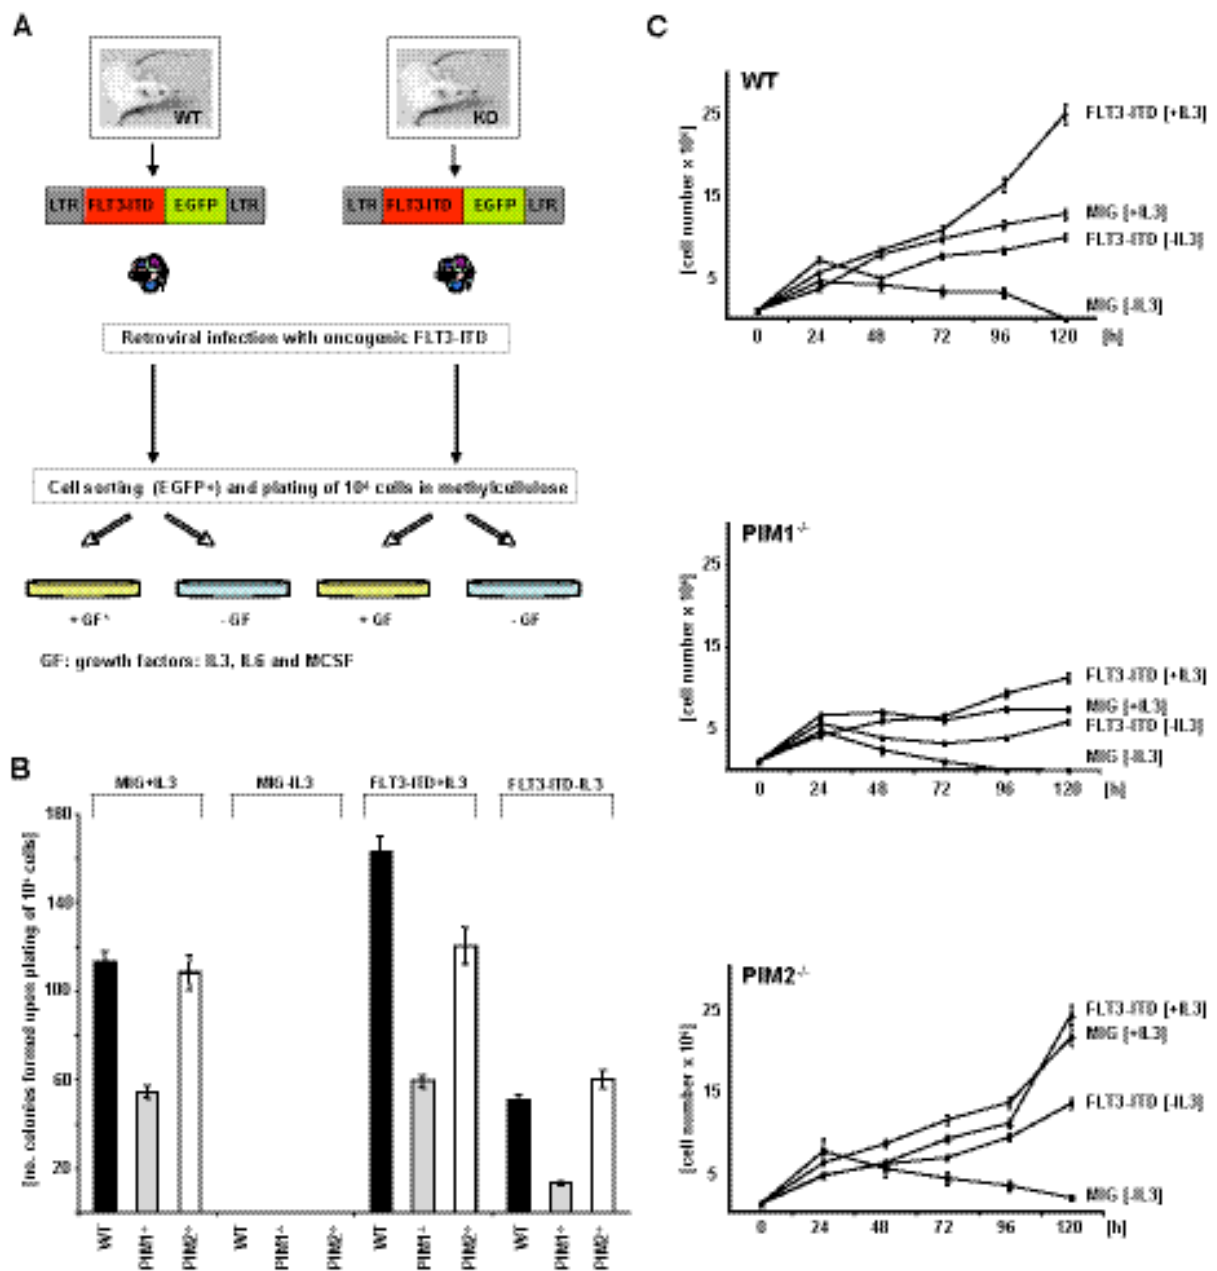 A
WT
KO
LTR FLT3-ITD EGFP LTR
LTR FLT3-ITD EGFP LTR
Retroviral infection with oncogenic FLT3-ITD
Cell sorting (EGFP+) and plating of 10⁴ cells in methylcellulose
+ GF*
- GF
+ GF
- GF
GF: growth factors: IL3, IL6 and MCSF
B
MIG+IL3
MIG-IL3
FLT3-ITD+IL3
FLT3-ITD-IL3
[no. colonies formed upon plating of 10⁴ cells]
180
140
100
60
20
WT
PIM1-/-
PIM2-/-
WT
PIM1-/-
PIM2-/-
WT
PIM1-/-
PIM2-/-
WT
PIM1-/-
PIM2-/-
C
WT
[cell number x 10⁶]
25
15
5
FLT3-ITD [+IL3]
MIG [+IL3]
FLT3-ITD [-IL3]
MIG [-IL3]
0 24 48 72 96 120 [h]
PIM1-/-
[cell number x 10⁶]
25
15
5
FLT3-ITD [+IL3]
MIG [+IL3]
FLT3-ITD [-IL3]
MIG [-IL3]
0 24 48 72 96 120 [h]
PIM2-/-
[cell number x 10⁶]
25
15
5
FLT3-ITD [+IL3]
MIG [+IL3]
FLT3-ITD [-IL3]
MIG [-IL3]
0 24 48 72 96 120 [h]